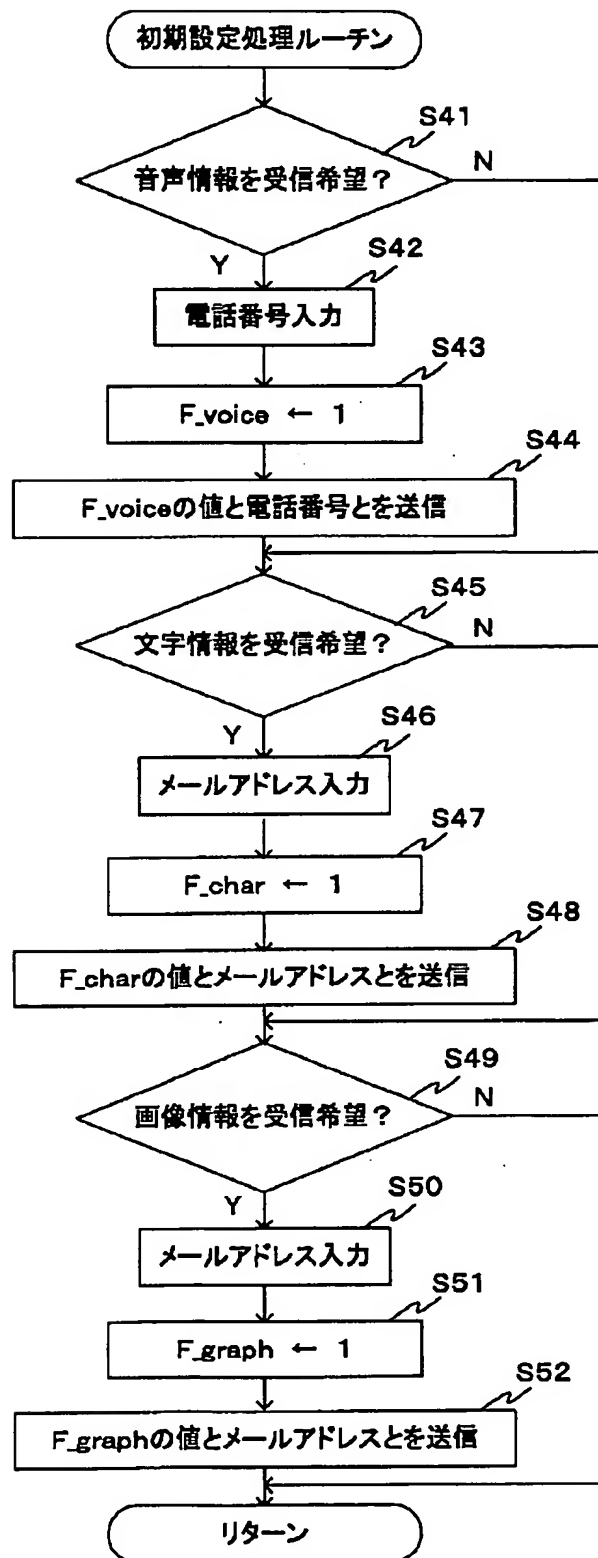 初期設定処理ルーチン
S41
音声情報を受信希望？
N
Y
S42
電話番号入力
S43
F_voice ← 1
S44
F_voiceの値と電話番号とを送信
S45
文字情報を受信希望？
N
Y
S46
メールアドレス入力
S47
F_char ← 1
S48
F_charの値とメールアドレスとを送信
S49
画像情報を受信希望？
N
Y
S50
メールアドレス入力
S51
F_graph ← 1
S52
F_graphの値とメールアドレスとを送信
リターン